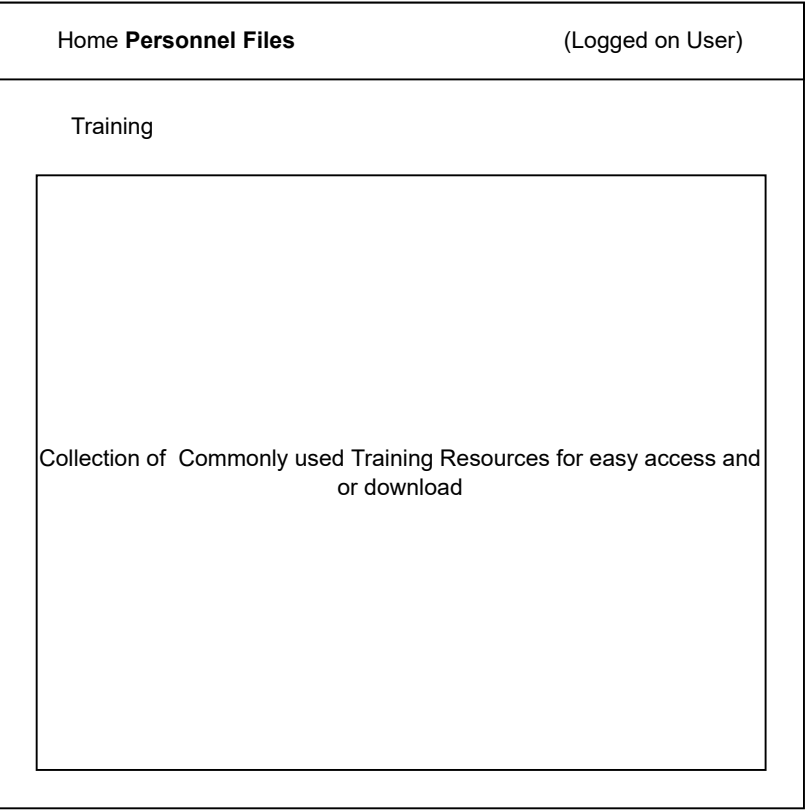 Home Personnel Files (Logged on User)
Training
Collection of  Commonly used Training Resources for easy access and
or download